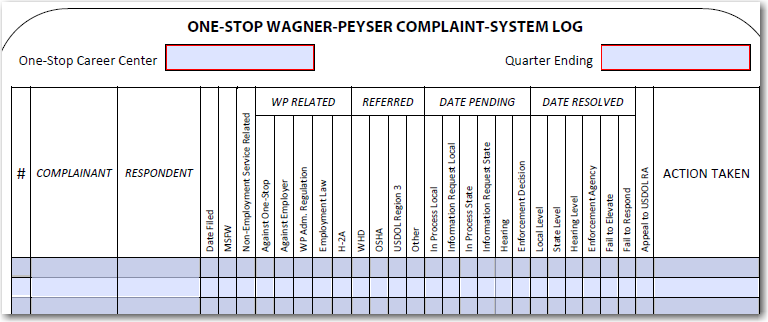 ONE-STOP WAGNER-PEYSER COMPLAINT-SYSTEM LOG
One-Stop Career Center
Quarter Ending
#
COMPLAINANT
RESPONDENT
Date Filed
MSFW
Non-Employment Service Related
WP RELATED
Against One-Stop
Against Employer
WP Adm. Regulation
Employment Law
H-2A
REFERRED
WHD
OSHA
USDOL Region 3
Other
DATE PENDING
In Process Local
Information Request Local
In Process State
Information Request State
Hearing
Enforcement Decision
DATE RESOLVED
Local Level
State Level
Hearing Level
Enforcement Agency
Fail to Elevate
Fail to Respond
Appeal to USDOL RA
ACTION TAKEN